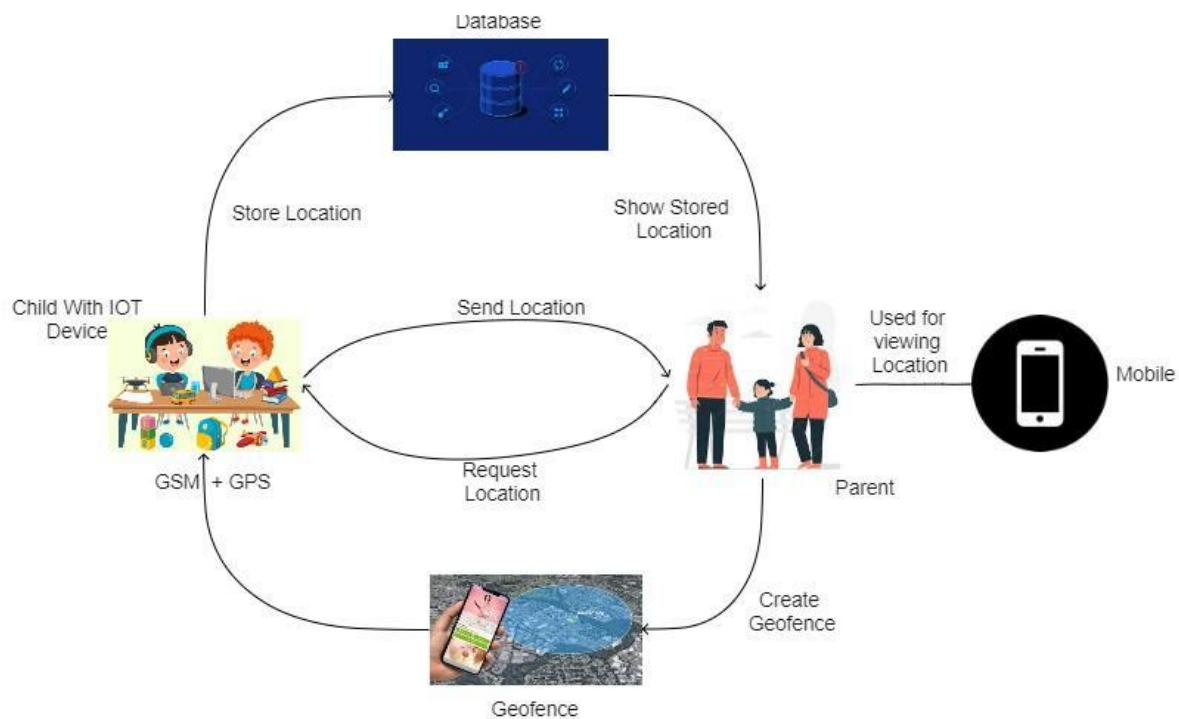 Database
Store Location
Show Stored
Location
Child With IOT
Device
Send Location
Used for
viewing
Location
Mobile
Request
Location
GSM + GPS
Parent
Create
Geofence
Geofence